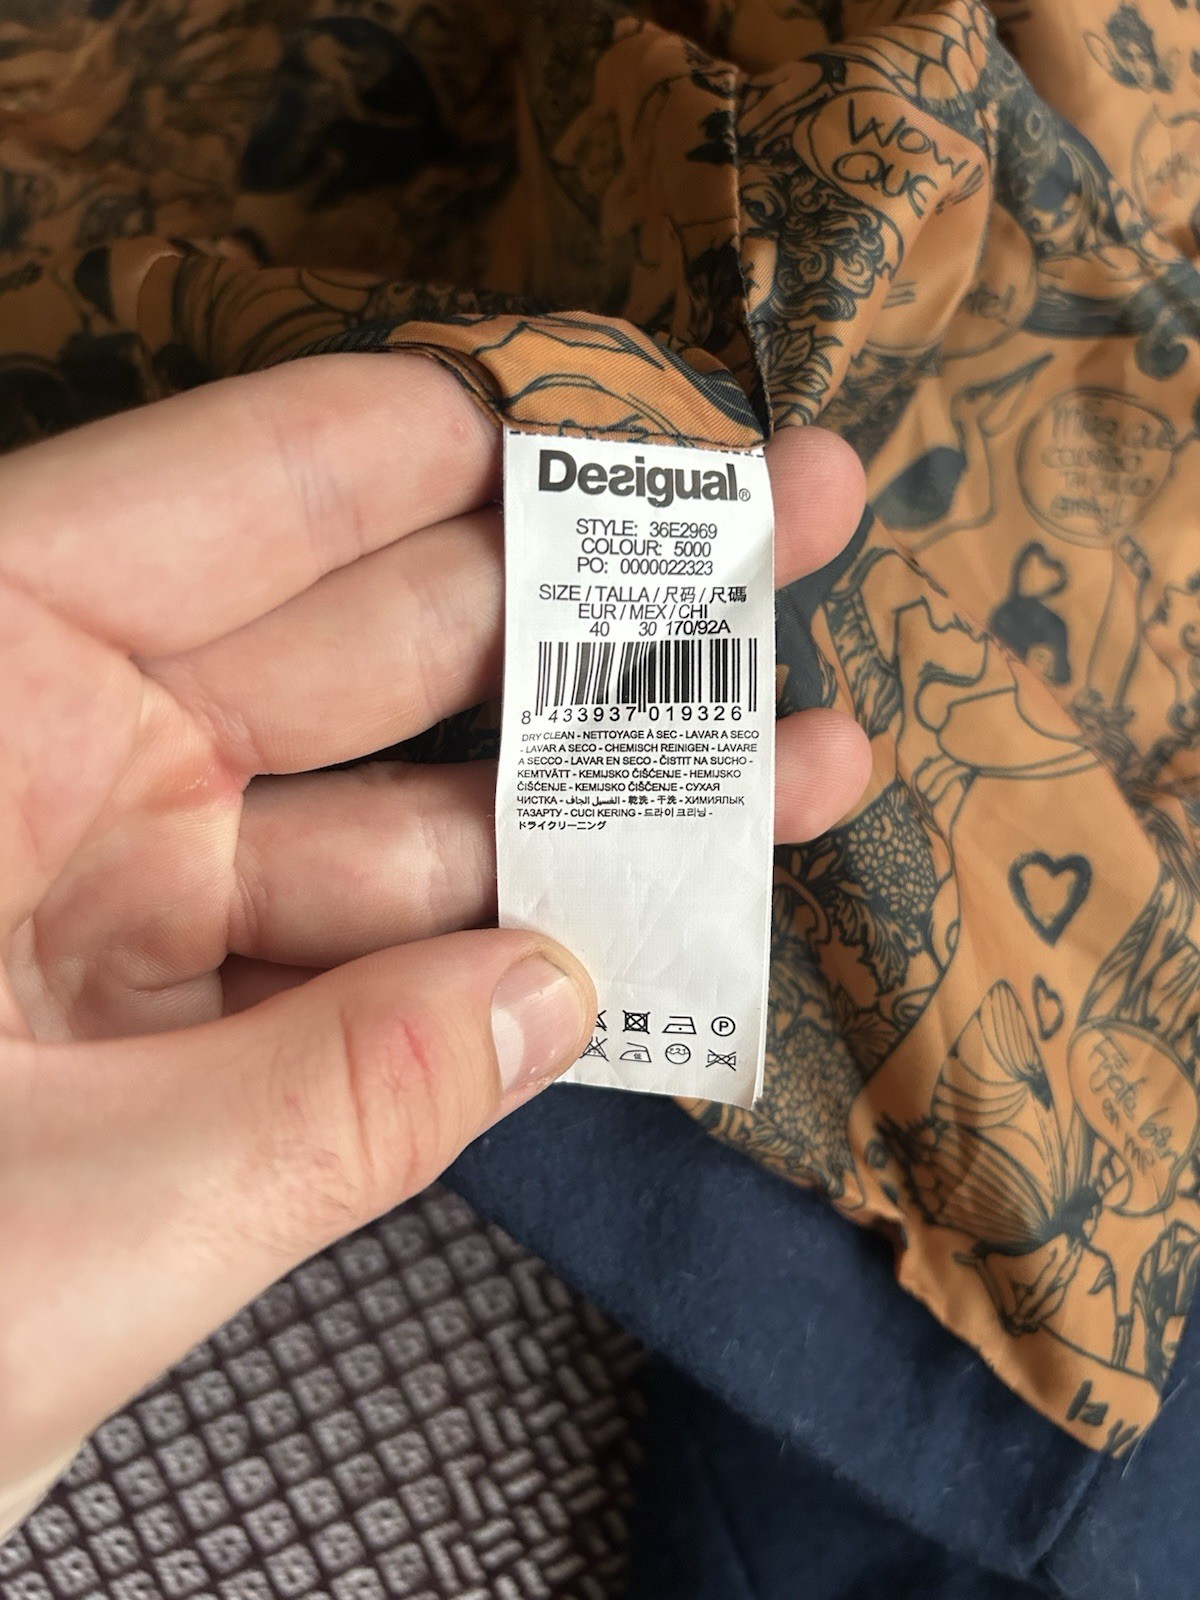 WOW
QUE
Desigual®
STYLE: 36E2969
COLOUR: 5000
PO: 0000022323
SIZE / TALLA / 尺码 / 尺碼
EUR / MEX / CHI
40 30 170/92A
8 433937 019326
DRY CLEAN - NETTOYAGE À SEC - LAVAR A SECO
- LAVAR A SECO - CHEMISCH REINIGEN - LAVARE
A SECCO - LAVAR EN SECO - ČISTIT NA SUCHO -
KEMTVÄTT - KEMIJSKO ČIŠČENJE - HEMIJSKO
ČIŠĆENJE - KEMIJSKO ČIŠĆENJE - СУХАЯ
ЧИСТКА - الغسيل الجاف - 乾洗 - 干洗 - ХИМИЯЛЫҚ
ТАЗАРТУ - CUCI KERING - 드라이 크리닝 -
ドライクリーニング
P
低
la